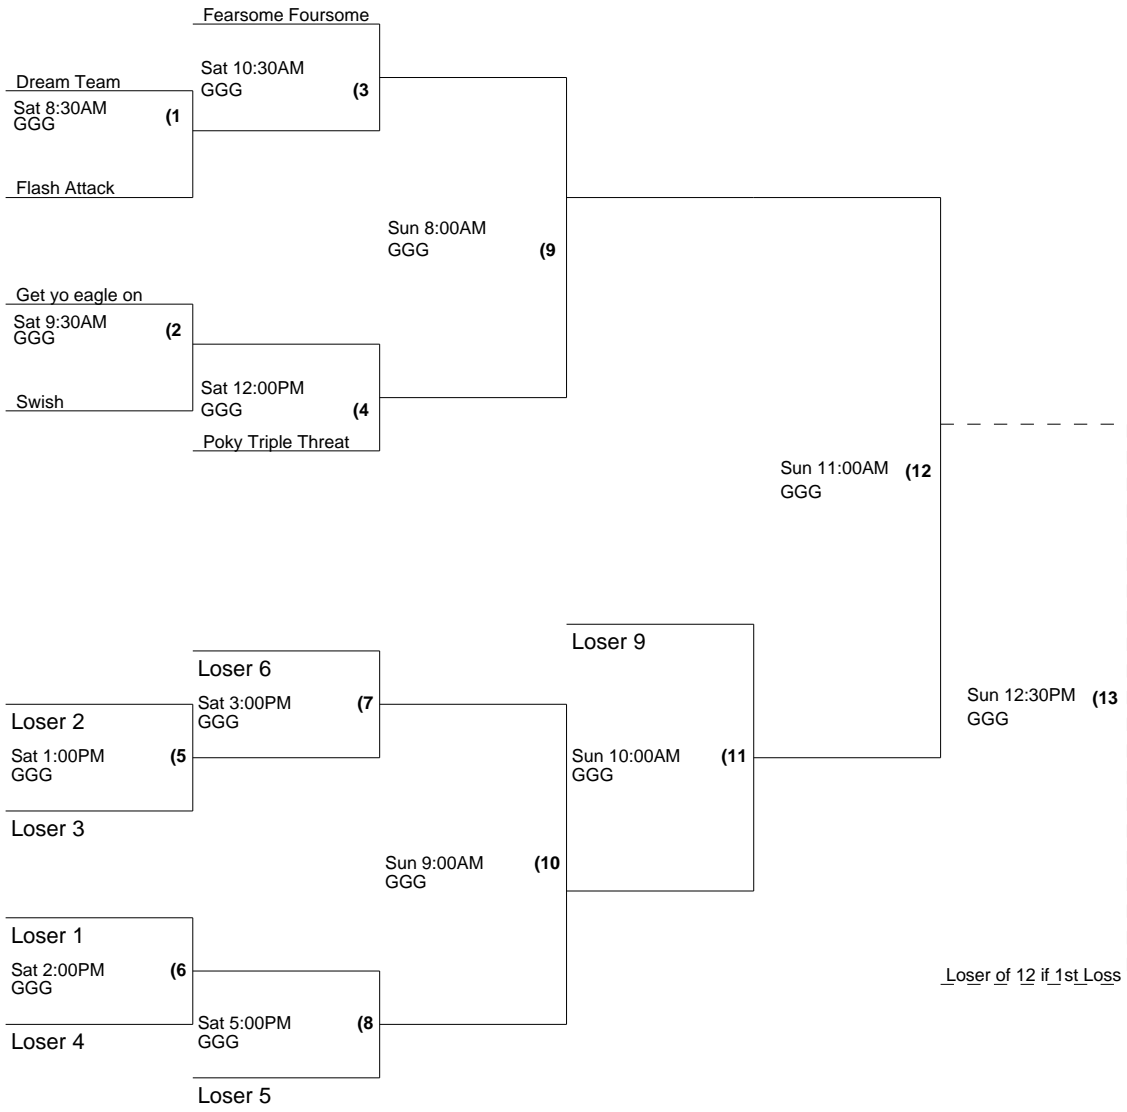 Fearsome Foursome
Sat 10:30AM
GGG (3
Dream Team
Sat 8:30AM
GGG (1
Flash Attack
Sun 8:00AM
GGG (9
Get yo eagle on
Sat 9:30AM
GGG (2
Swish
Sat 12:00PM
GGG (4
Poky Triple Threat
Sun 11:00AM (12
GGG
Loser 9
Loser 6
Sat 3:00PM (7
GGG
Loser 2
Sat 1:00PM (5
GGG
Loser 3
Sun 10:00AM (11
GGG
Sun 12:30PM (13
GGG
Sun 9:00AM (10
GGG
Loser 1
Sat 2:00PM (6
GGG
Loser 4
Sat 5:00PM (8
GGG
Loser 5
Loser of 12 if 1st Loss